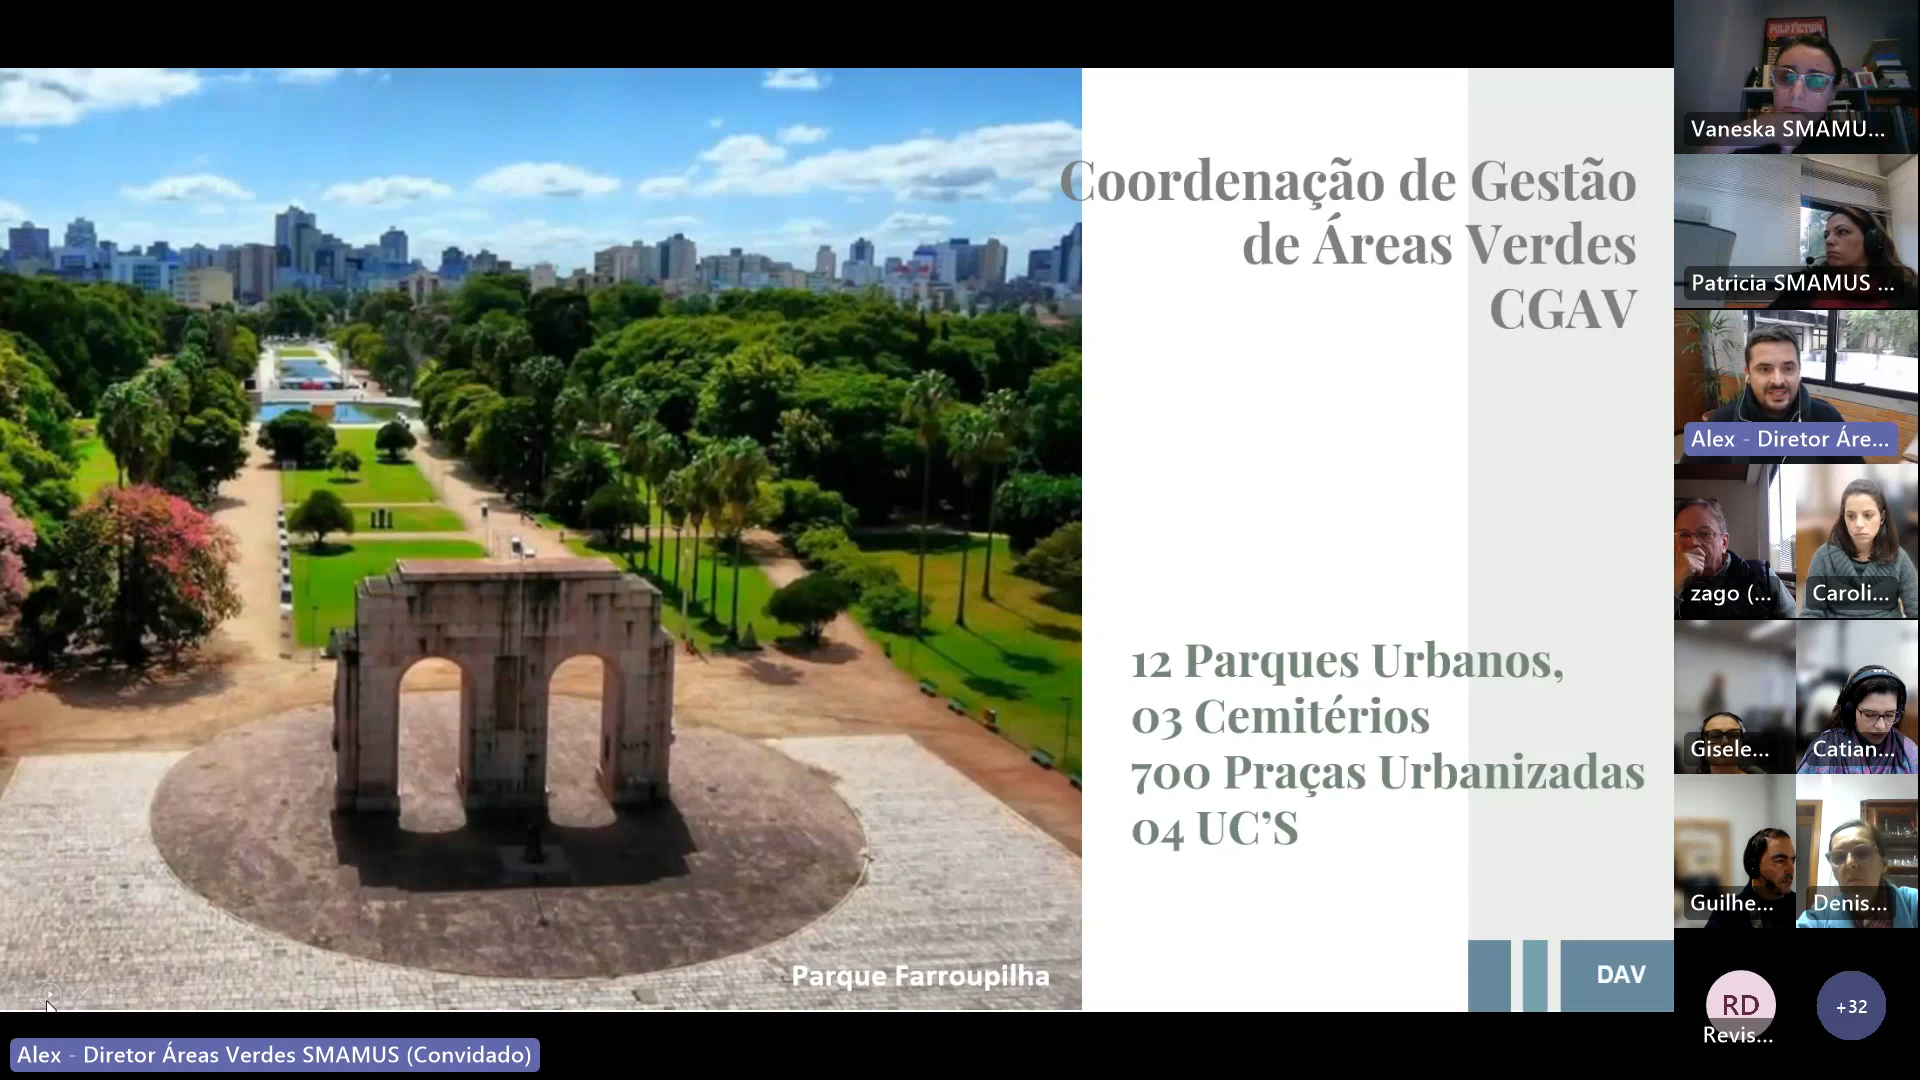 Coordenação de Gestão
de Áreas Verdes
CGAV
12 Parques Urbanos,
03 Cemitérios
700 Praças Urbanizadas
04 UC'S
Parque Farroupilha
DAV
Alex - Diretor Áreas Verdes SMAMUS (Convidado)
PULP FICTION
Vaneska SMAMU...
Patricia SMAMUS ...
Alex - Diretor Áre...
zago (...
Caroli...
Gisele...
Catian...
Guilhe...
Denis...
RD
Revis...
+32